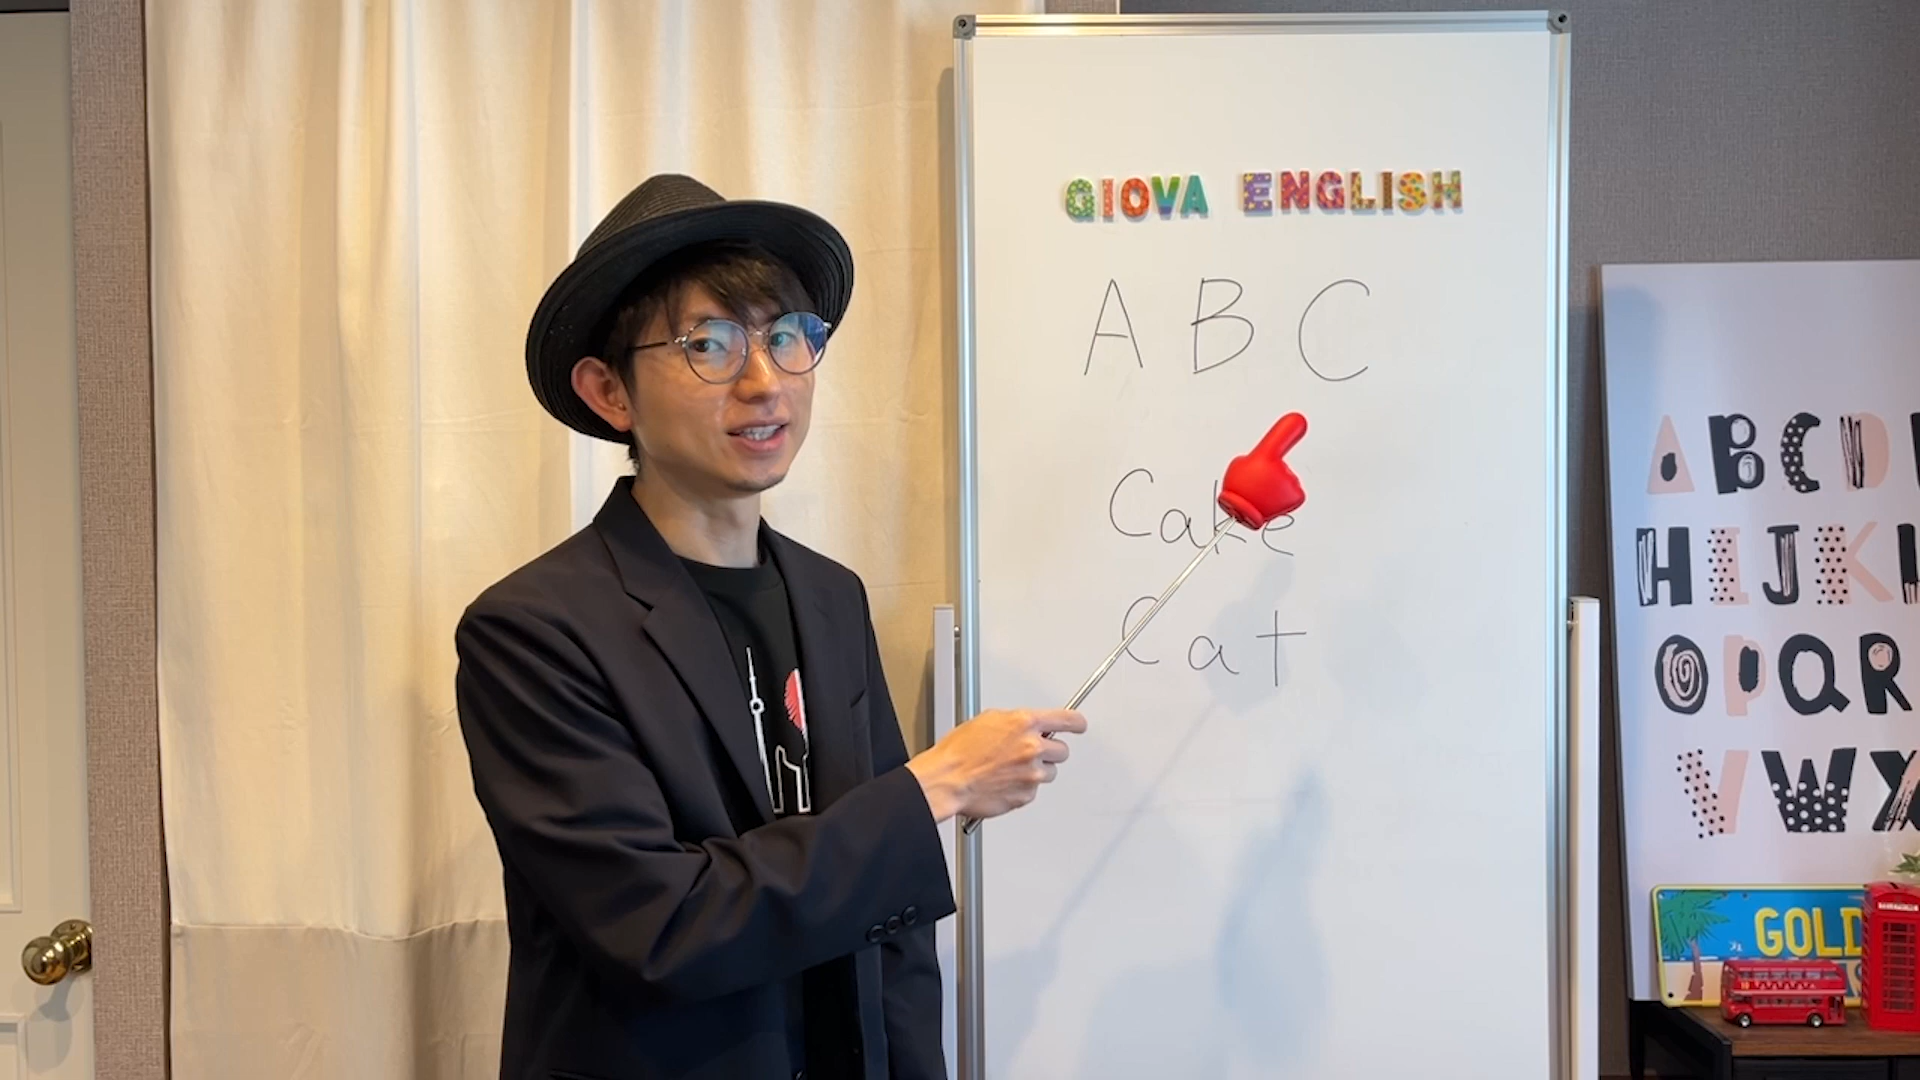 GIOVA ENGLISH
A B C
Cake
Cat
ABCD
HIJK
OPQR
VWX
GOLD